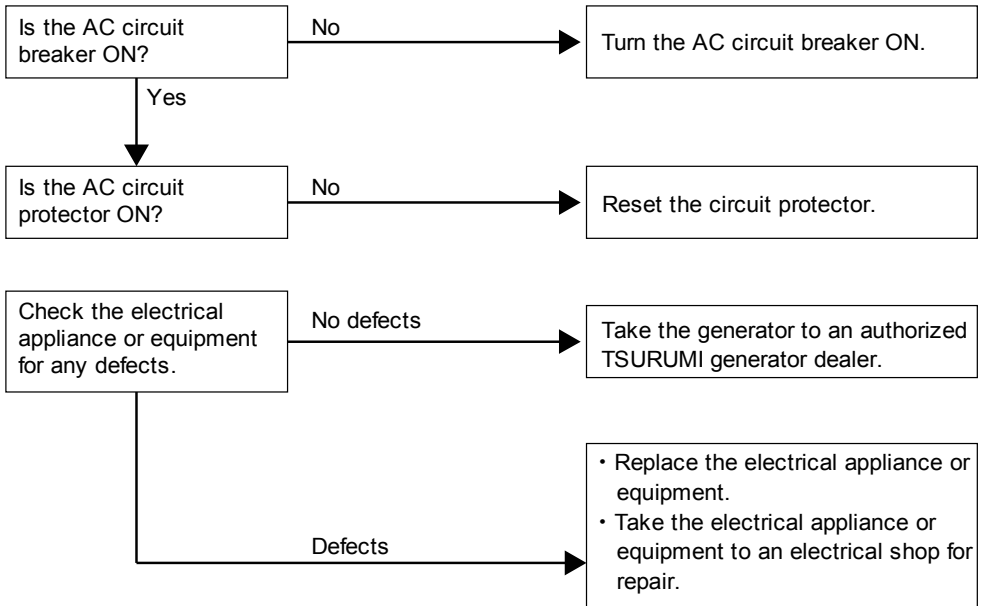 Is the AC circuit
breaker ON?
No
Turn the AC circuit breaker ON.
Yes
Is the AC circuit
protector ON?
No
Reset the circuit protector.
Check the electrical
appliance or equipment
for any defects.
No defects
Take the generator to an authorized
TSURUMI generator dealer.
・Replace the electrical appliance or
equipment.
・Take the electrical appliance or
equipment to an electrical shop for
repair.
Defects